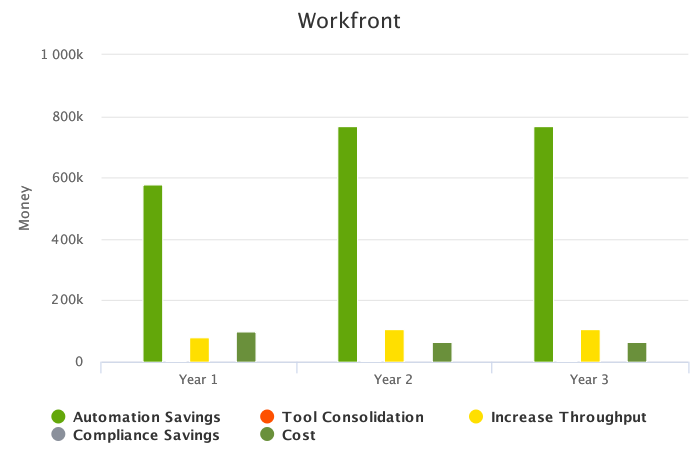 Workfront
1 000k
800k
600k
400k
200k
0
Money
Year 1
Year 2
Year 3
Automation Savings
Tool Consolidation
Increase Throughput
Compliance Savings
Cost